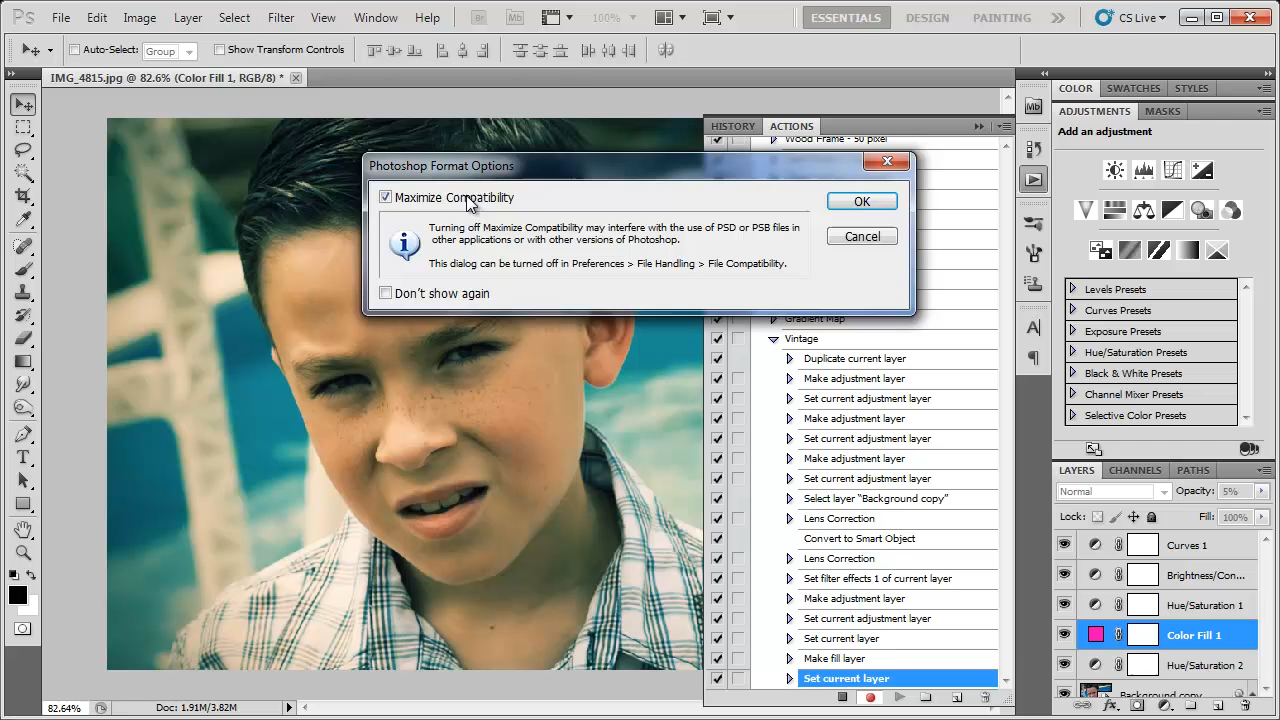 Ps File Edit Image Layer Select Filter View Window Help Br Mb 100% ESSENTIALS DESIGN PAINTING CS Live
Auto-Select: Group Show Transform Controls
IMG_4815.jpg @ 82.6% (Color Fill 1, RGB/8) *
COLOR SWATCHES STYLES
Mb
ADJUSTMENTS MASKS
Add an adjustment
HISTORY ACTIONS
Wood Frame - 50 pixel
Photoshop Format Options
Maximize Compatibility
OK
Turning off Maximize Compatibility may interfere with the use of PSD or PSB files in
other applications or with other versions of Photoshop.
Cancel
This dialog can be turned off in Preferences > File Handling > File Compatibility.
Don't show again
Gradient Map
Vintage
Duplicate current layer
Make adjustment layer
Set current adjustment layer
Make adjustment layer
Set current adjustment layer
Make adjustment layer
Set current adjustment layer
Select layer “Background copy”
Lens Correction
Convert to Smart Object
Lens Correction
Set filter effects 1 of current layer
Make adjustment layer
Set current adjustment layer
Set current layer
Make fill layer
Set current layer
Levels Presets
Curves Presets
Exposure Presets
Hue/Saturation Presets
Black & White Presets
Channel Mixer Presets
Selective Color Presets
LAYERS CHANNELS PATHS
Normal Opacity: 5%
Lock: Fill: 100%
Curves 1
Brightness/Con...
Hue/Saturation 1
Color Fill 1
Hue/Saturation 2
Background copy
82.64% Doc: 1.91M/3.82M